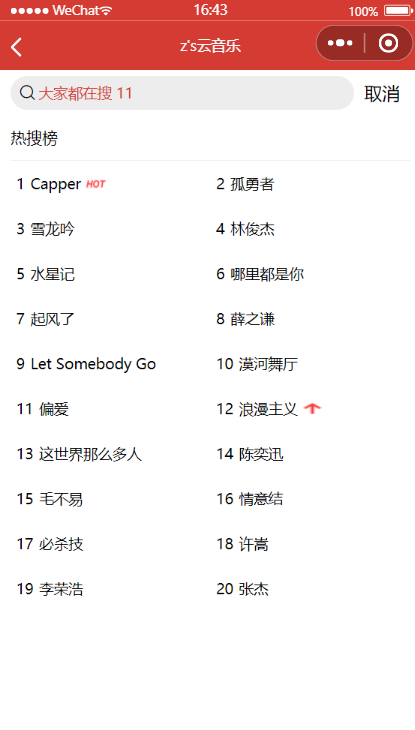 WeChat 16:43 100%
z's云音乐
大家都在搜 11 取消
热搜榜
1 Capper HOT 2 孤勇者
3 雪龙吟 4 林俊杰
5 水星记 6 哪里都是你
7 起风了 8 薛之谦
9 Let Somebody Go 10 漠河舞厅
11 偏爱 12 浪漫主义
13 这世界那么多人 14 陈奕迅
15 毛不易 16 情意结
17 必杀技 18 许嵩
19 李荣浩 20 张杰